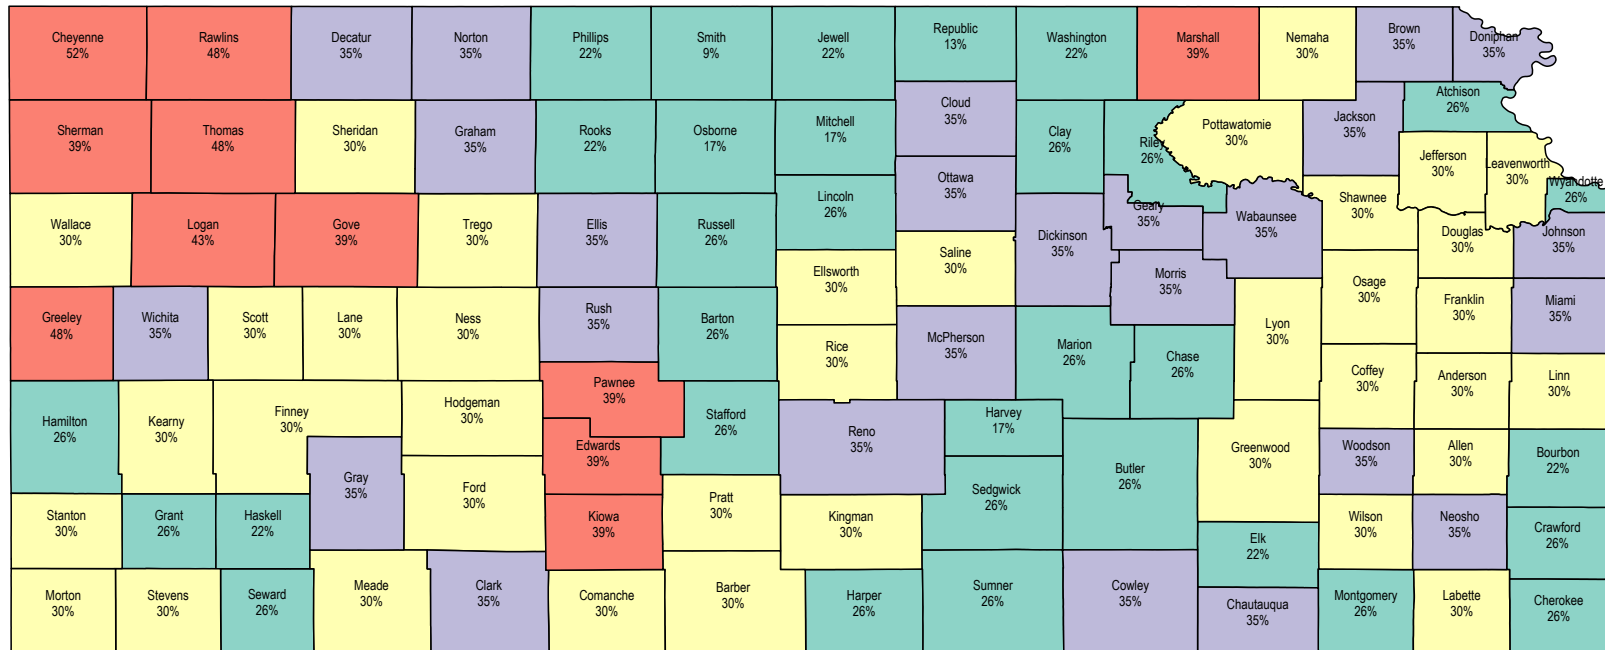 Cheyenne
52%
Rawlins
48%
Decatur
35%
Norton
35%
Phillips
22%
Smith
9%
Jewell
22%
Republic
13%
Washington
22%
Marshall
39%
Nemaha
30%
Brown
35%
Doniphan
35%
Atchison
26%
Sherman
39%
Thomas
48%
Sheridan
30%
Graham
35%
Rooks
22%
Osborne
17%
Mitchell
17%
Cloud
35%
Clay
26%
Riley
26%
Pottawatomie
30%
Jackson
35%
Jefferson
30%
Leavenworth
30%
Wyandotte
26%
Wallace
30%
Logan
43%
Gove
39%
Trego
30%
Ellis
35%
Russell
26%
Lincoln
26%
Ottawa
35%
Saline
30%
Dickinson
35%
Geary
35%
Wabaunsee
35%
Shawnee
30%
Douglas
30%
Johnson
35%
Greeley
48%
Wichita
35%
Scott
30%
Lane
30%
Ness
30%
Rush
35%
Barton
26%
Ellsworth
30%
Rice
30%
McPherson
35%
Marion
26%
Morris
35%
Chase
26%
Lyon
30%
Osage
30%
Franklin
30%
Miami
35%
Hamilton
26%
Kearny
30%
Finney
30%
Hodgeman
30%
Pawnee
39%
Edwards
39%
Stafford
26%
Reno
35%
Harvey
17%
Butler
26%
Greenwood
30%
Coffey
30%
Anderson
30%
Linn
30%
Woodson
35%
Allen
30%
Bourbon
22%
Stanton
30%
Grant
26%
Haskell
22%
Gray
35%
Ford
30%
Kiowa
39%
Pratt
30%
Kingman
30%
Sedgwick
26%
Elk
22%
Wilson
30%
Neosho
35%
Crawford
26%
Morton
30%
Stevens
30%
Seward
26%
Meade
30%
Clark
35%
Comanche
30%
Barber
30%
Harper
26%
Sumner
26%
Cowley
35%
Chautauqua
35%
Montgomery
26%
Labette
30%
Cherokee
26%